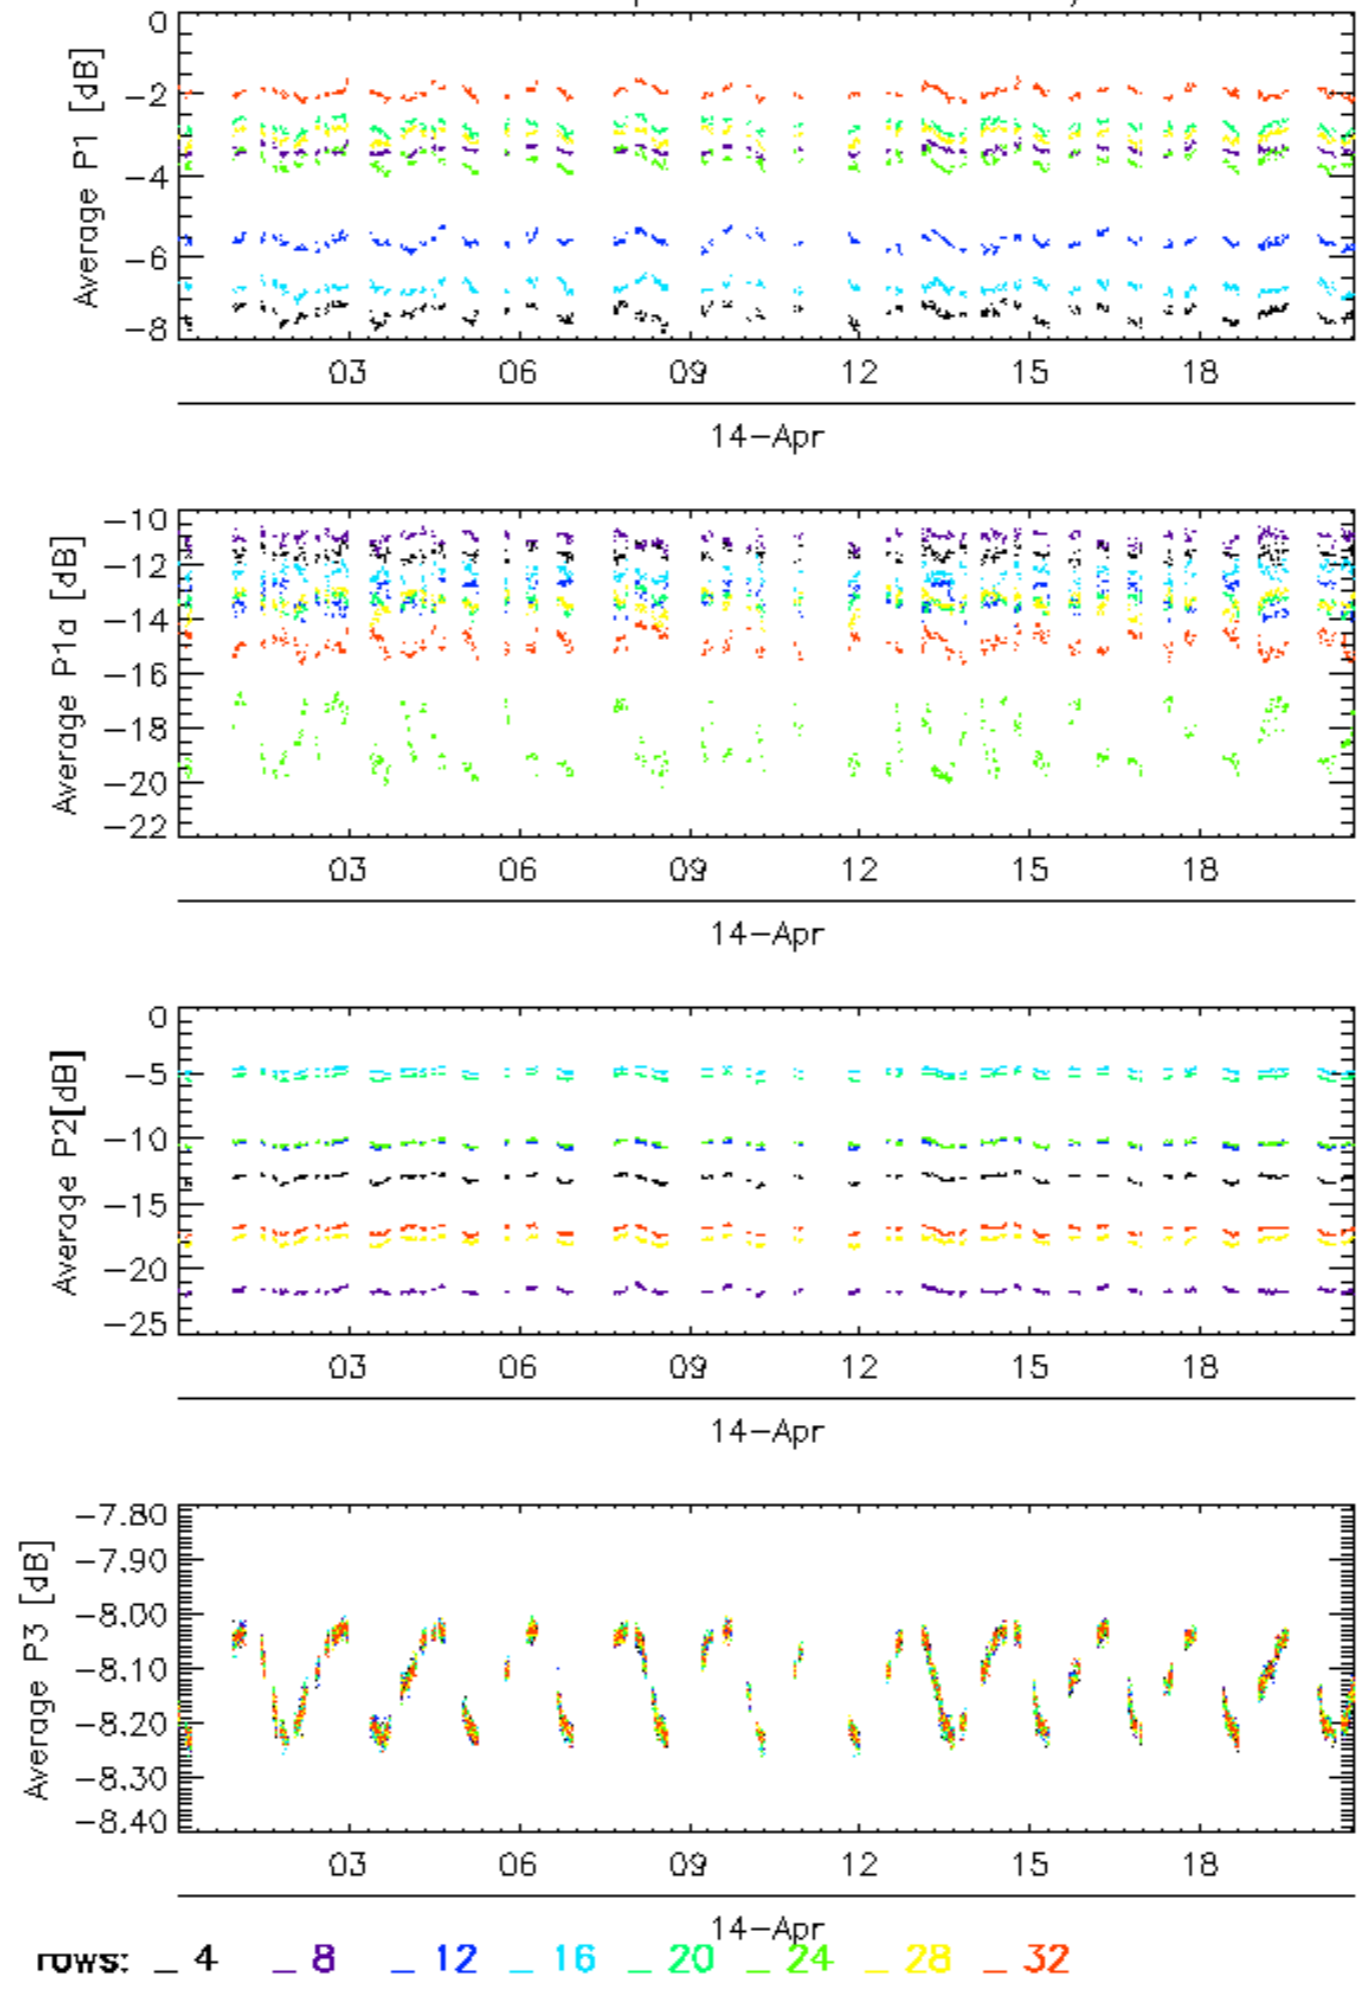 0
-2
-4
-6
-8
Average P1 [dB]
03 06 09 12 15 18
14-Apr
-10
-12
-14
-16
-18
-20
-22
Average P1a [dB]
03 06 09 12 15 18
14-Apr
0
-5
-10
-15
-20
-25
Average P2[dB]
03 06 09 12 15 18
14-Apr
-7.80
-7.90
-8.00
-8.10
-8.20
-8.30
-8.40
Average P3 [dB]
03 06 09 12 15 18
14-Apr
rows: _ 4 _ 8 _ 12 _ 16 _ 20 _ 24 _ 28 _ 32